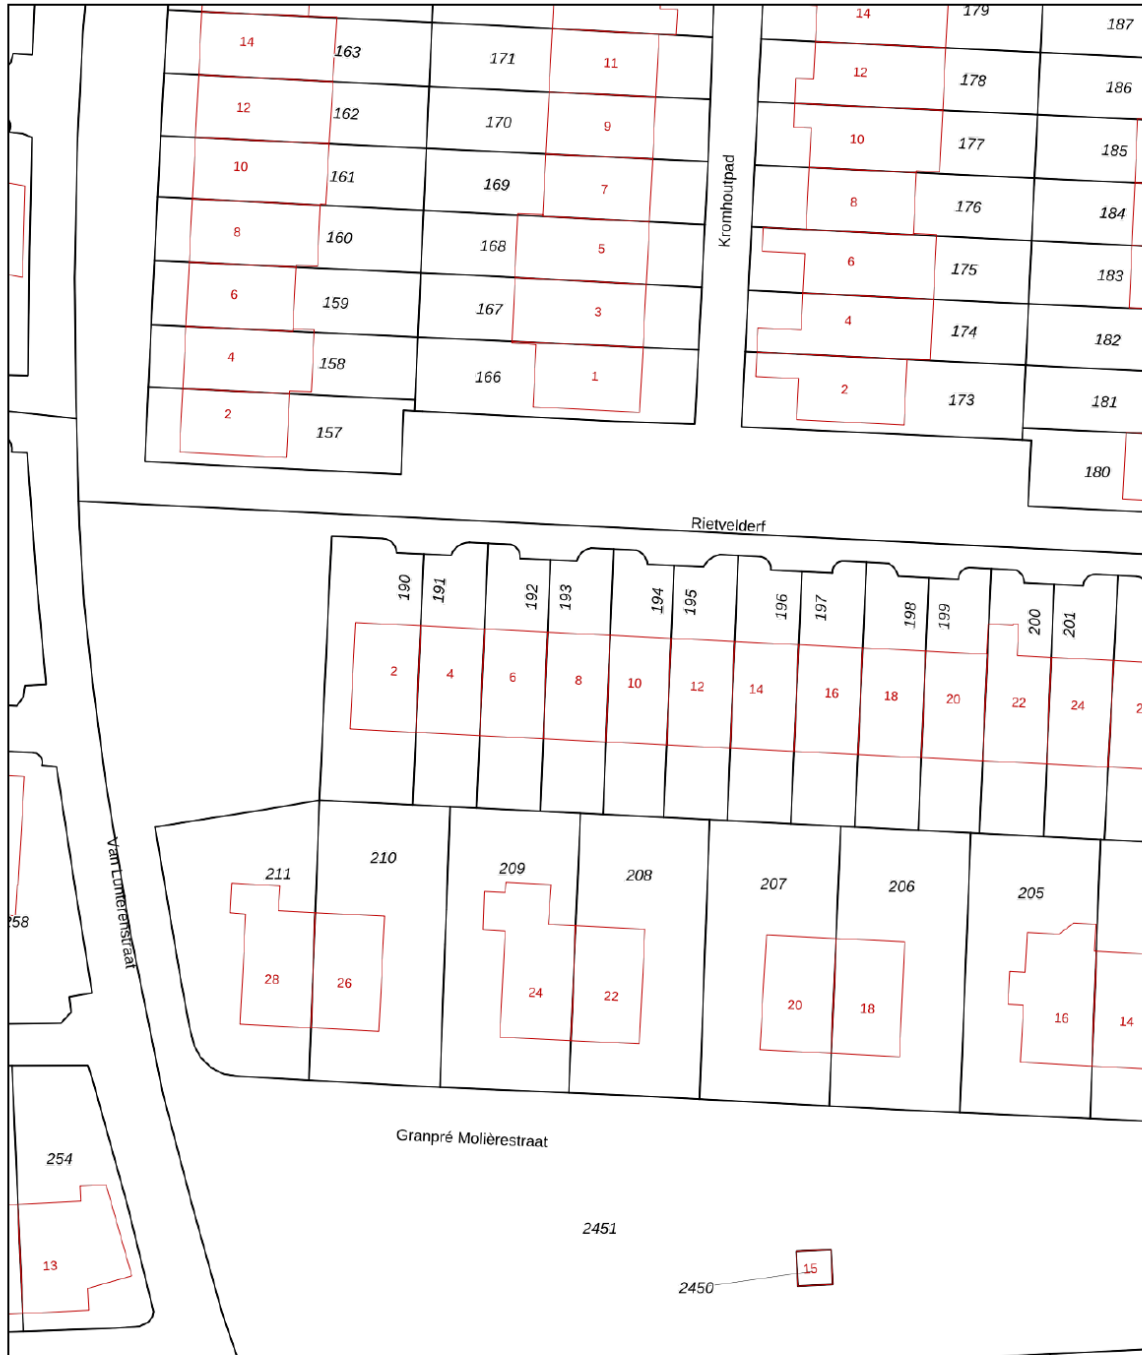 14 163 171 11 14 179 187
12 162 170 9 12 178 186
10 161 169 7 10 177 185
8 160 168 5 8 176 184
6 159 167 3 6 175 183
4 158 166 1 4 174 182
2 157 2 173 181
180
Kromhoutpad
Rietvelderf
190 191 192 193 194 195 196 197 198 199 200 201
2 4 6 8 10 12 14 16 18 20 22 24
211 210 209 208 207 206 205
28 26 24 22 20 18 16 14
Van Lunterenstraat
258
Granpré Molièrestraat
254
13
2451
2450 15